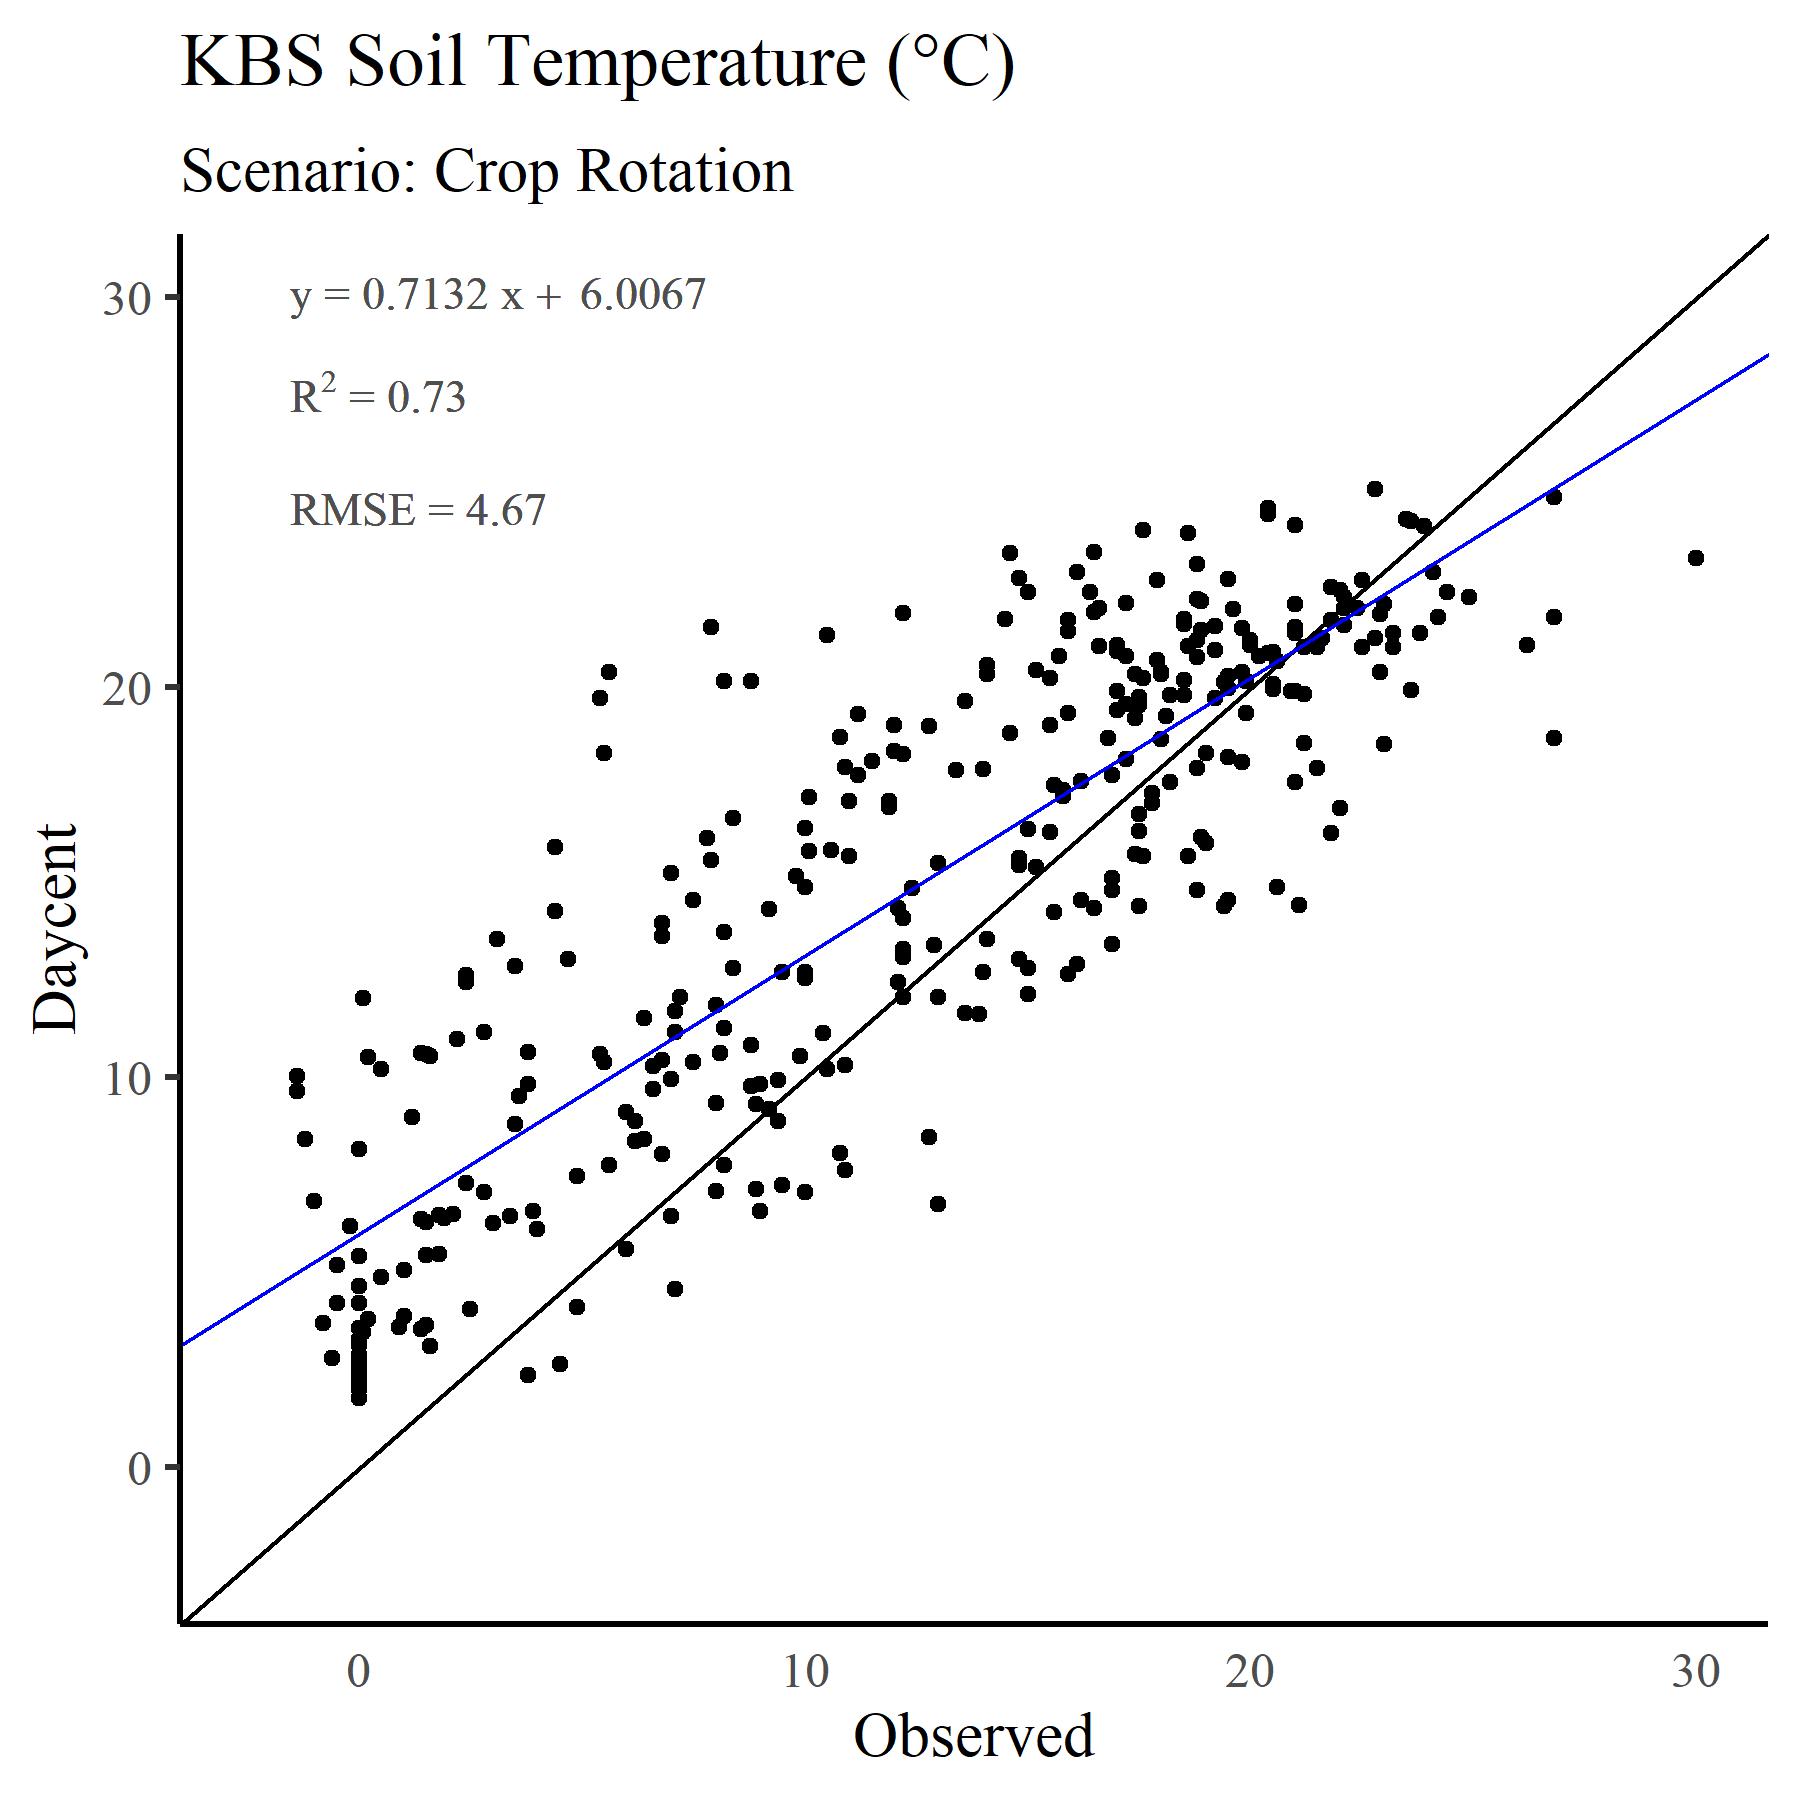 KBS Soil Temperature (°C)
Scenario: Crop Rotation
y = 0.7132 x + 6.0067
R² = 0.73
RMSE = 4.67
30
20
10
0
Daycent
0 10 20 30
Observed